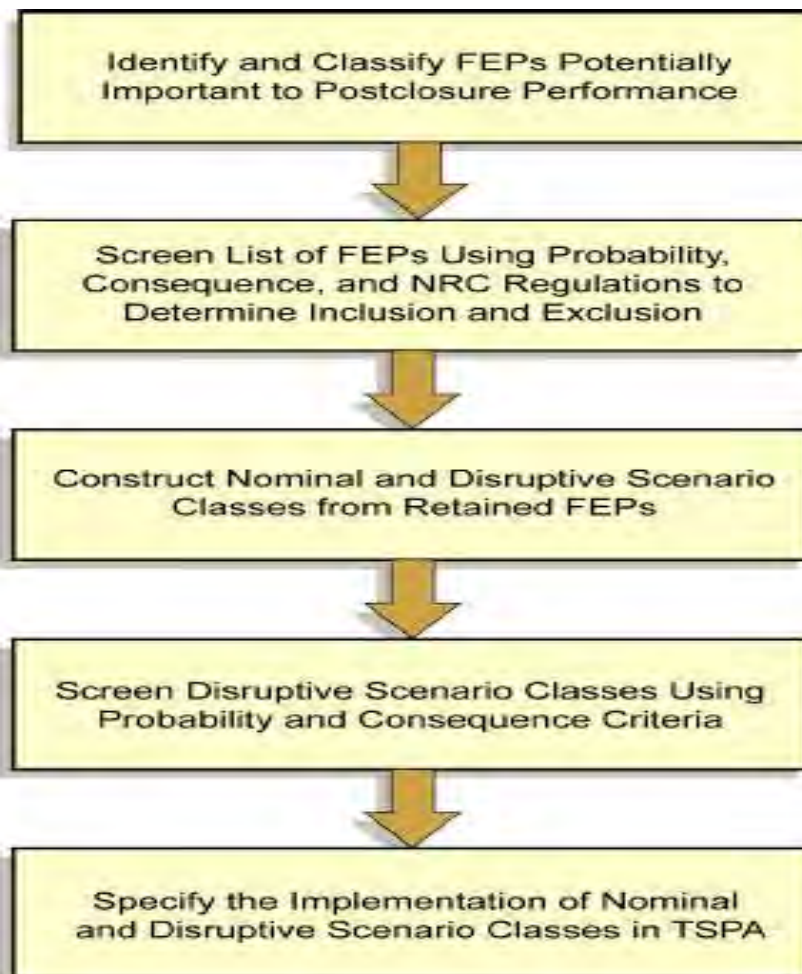 Identify and Classify FEPs Potentially
Important to Postclosure Performance
Screen List of FEPs Using Probability,
Consequence, and NRC Regulations to
Determine Inclusion and Exclusion
Construct Nominal and Disruptive Scenario
Classes from Retained FEPs
Screen Disruptive Scenario Classes Using
Probability and Consequence Criteria
Specify the Implementation of Nominal
and Disruptive Scenario Classes in TSPA